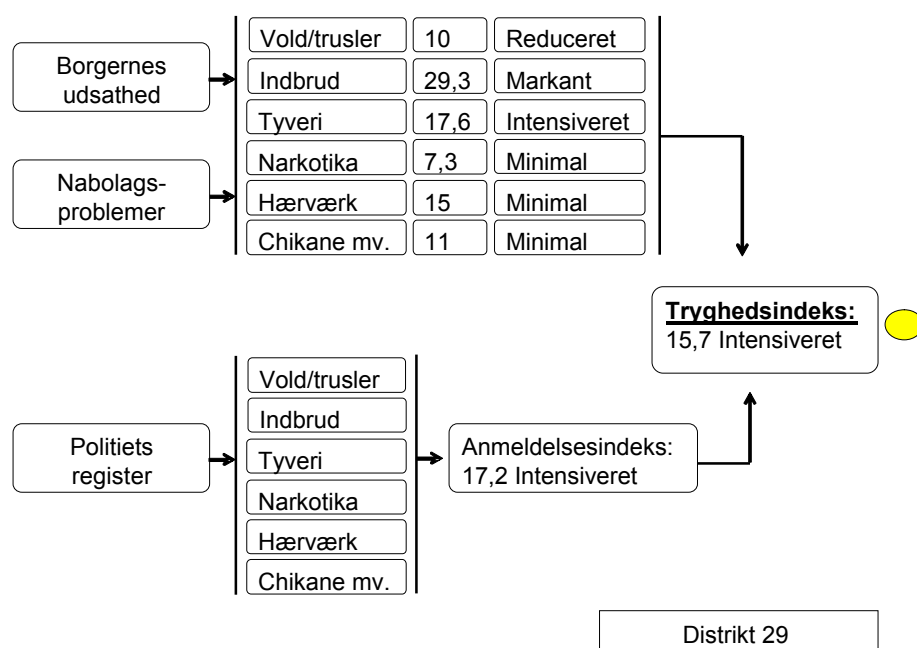 Borgernes
udsathed
Nabolags-
problemer
Vold/trusler 10 Reduceret
Indbrud 29,3 Markant
Tyveri 17,6 Intensiveret
Narkotika 7,3 Minimal
Hærværk 15 Minimal
Chikane mv. 11 Minimal
Tryghedsindeks:
15,7 Intensiveret
Politiets
register
Vold/trusler
Indbrud
Tyveri
Narkotika
Hærværk
Chikane mv.
Anmeldelsesindeks:
17,2 Intensiveret
Distrikt 29